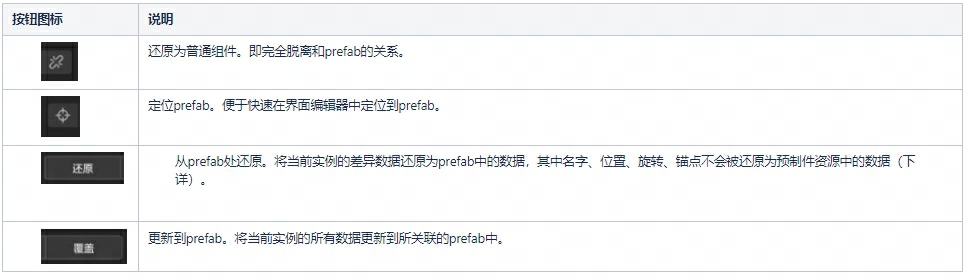 按钮图标
说明
还原为普通组件。即完全脱离和prefab的关系。
定位prefab。便于快速在界面编辑器中定位到prefab。
还原
从prefab处还原。将当前实例的差异数据还原为prefab中的数据，其中名字、位置、旋转、锚点不会被还原为预制件资源中的数据（下
详）。
覆盖
更新到prefab。将当前实例的所有数据更新到所关联的prefab中。